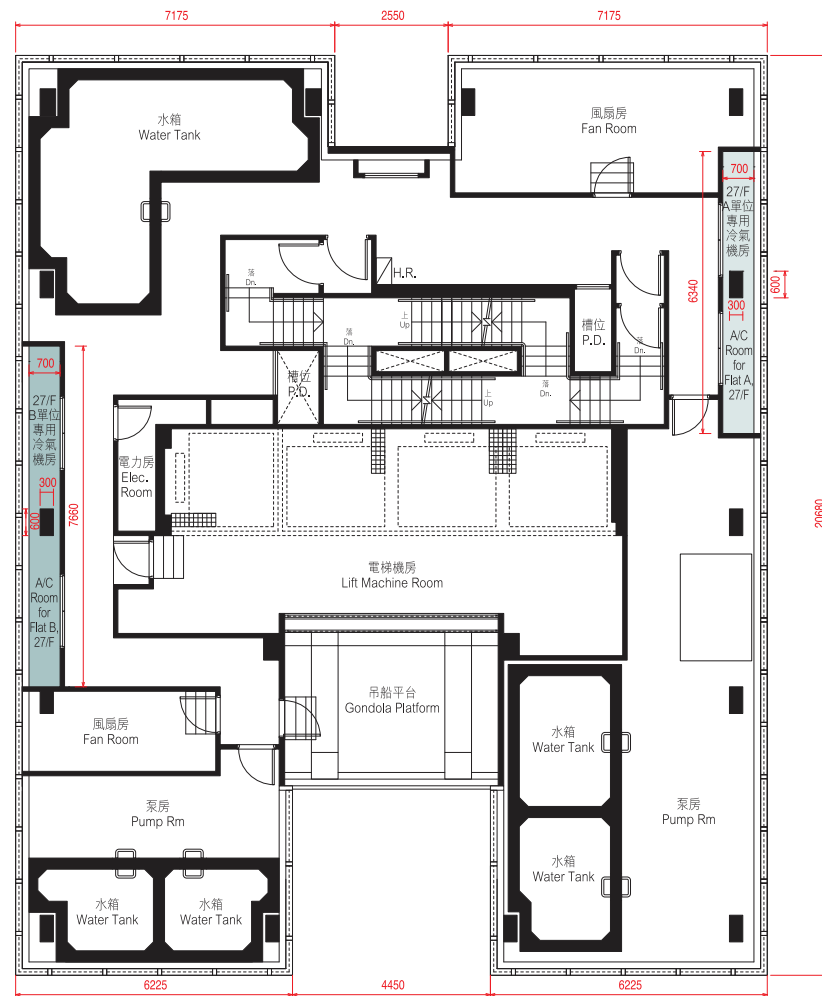 7175
2550
7175
水箱
Water Tank
風扇房
Fan Room
700
27/F
A單位
專用
冷氣
機房
600
6340
300
A/C
Room
for
Flat A,
27/F
落
Dn.
H.R.
上
Up
落
Dn.
槽位
P.D.
落
Dn.
槽位
P.D.
上
Up
落
Dn.
700
27/F
B單位
專用
冷氣
機房
300
600
7660
A/C
Room
for
Flat B,
27/F
電力房
Elec.
Room
20680
電梯機房
Lift Machine Room
吊船平台
Gondola Platform
風扇房
Fan Room
水箱
Water Tank
泵房
Pump Rm
泵房
Pump Rm
水箱
Water Tank
水箱
Water Tank
水箱
Water Tank
6225
4450
6225